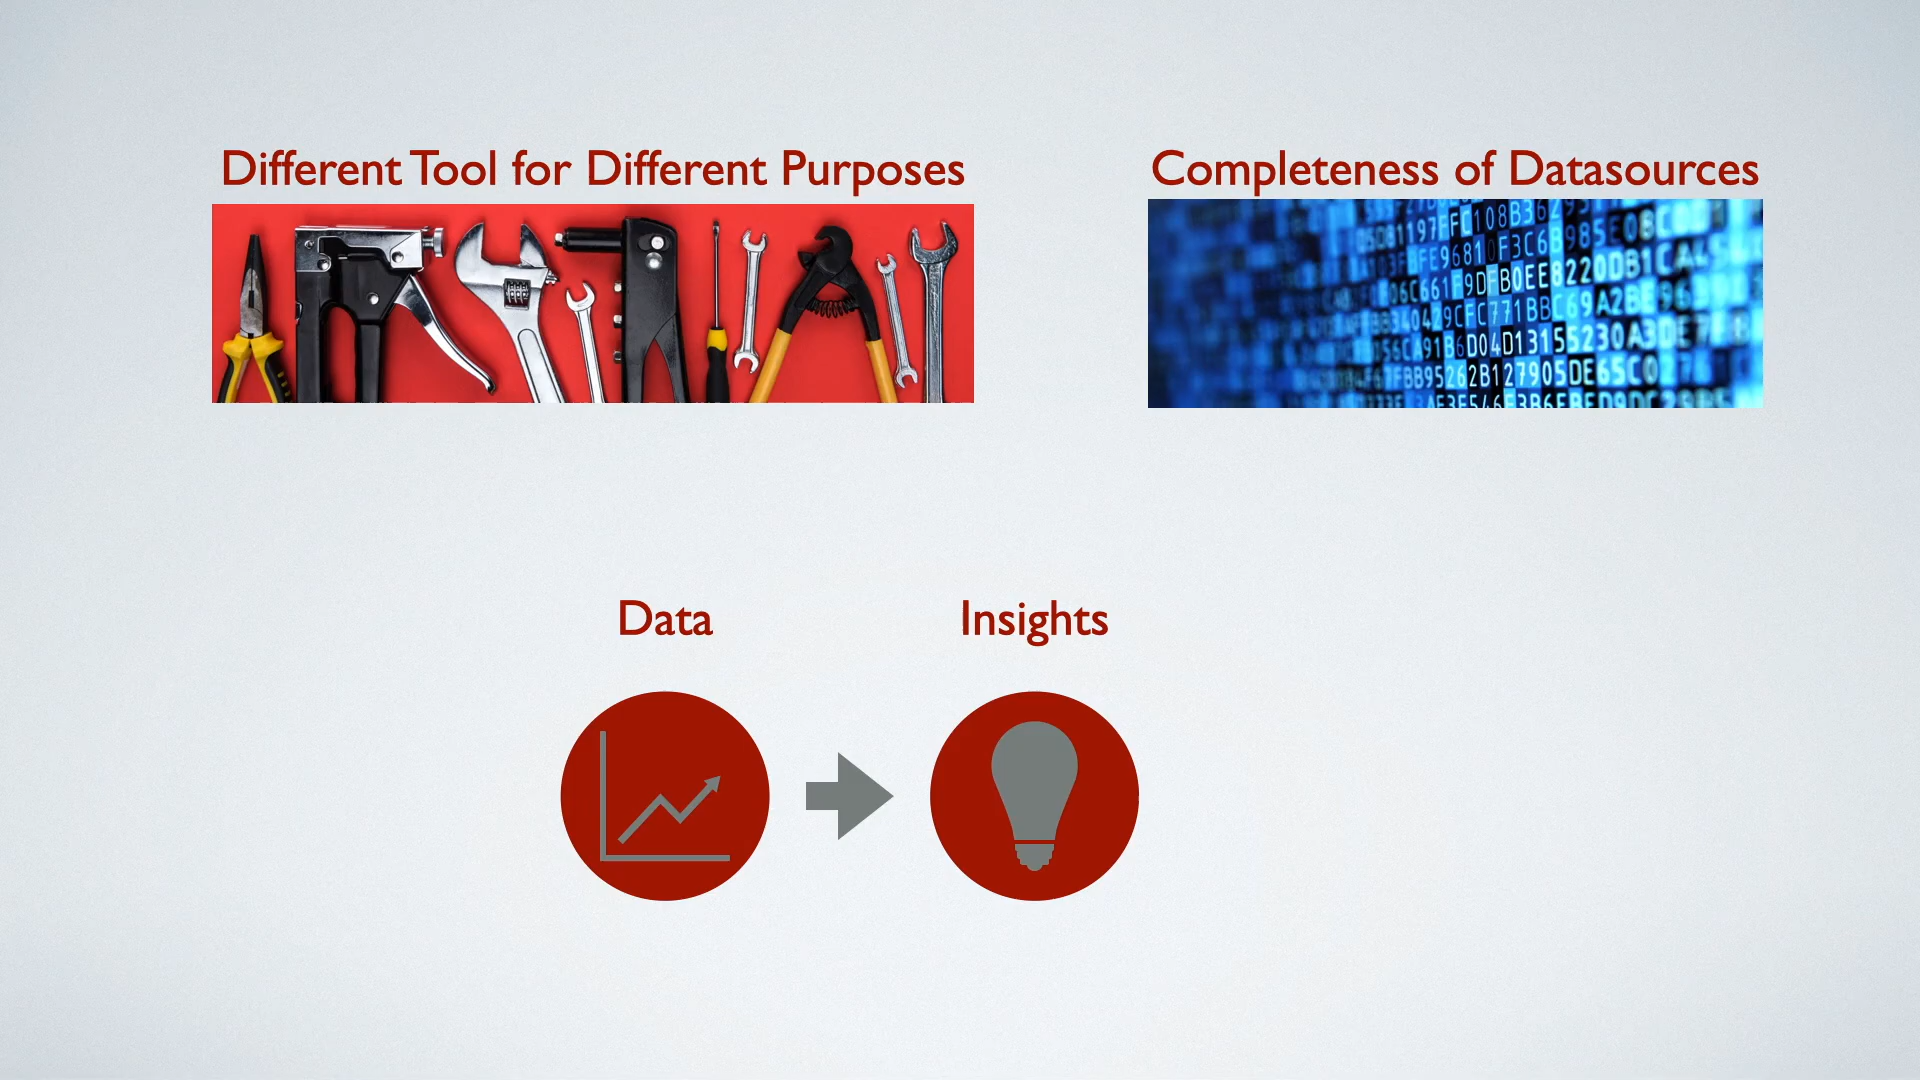 Different Tool for Different Purposes
Completeness of Datasources
Data
Insights